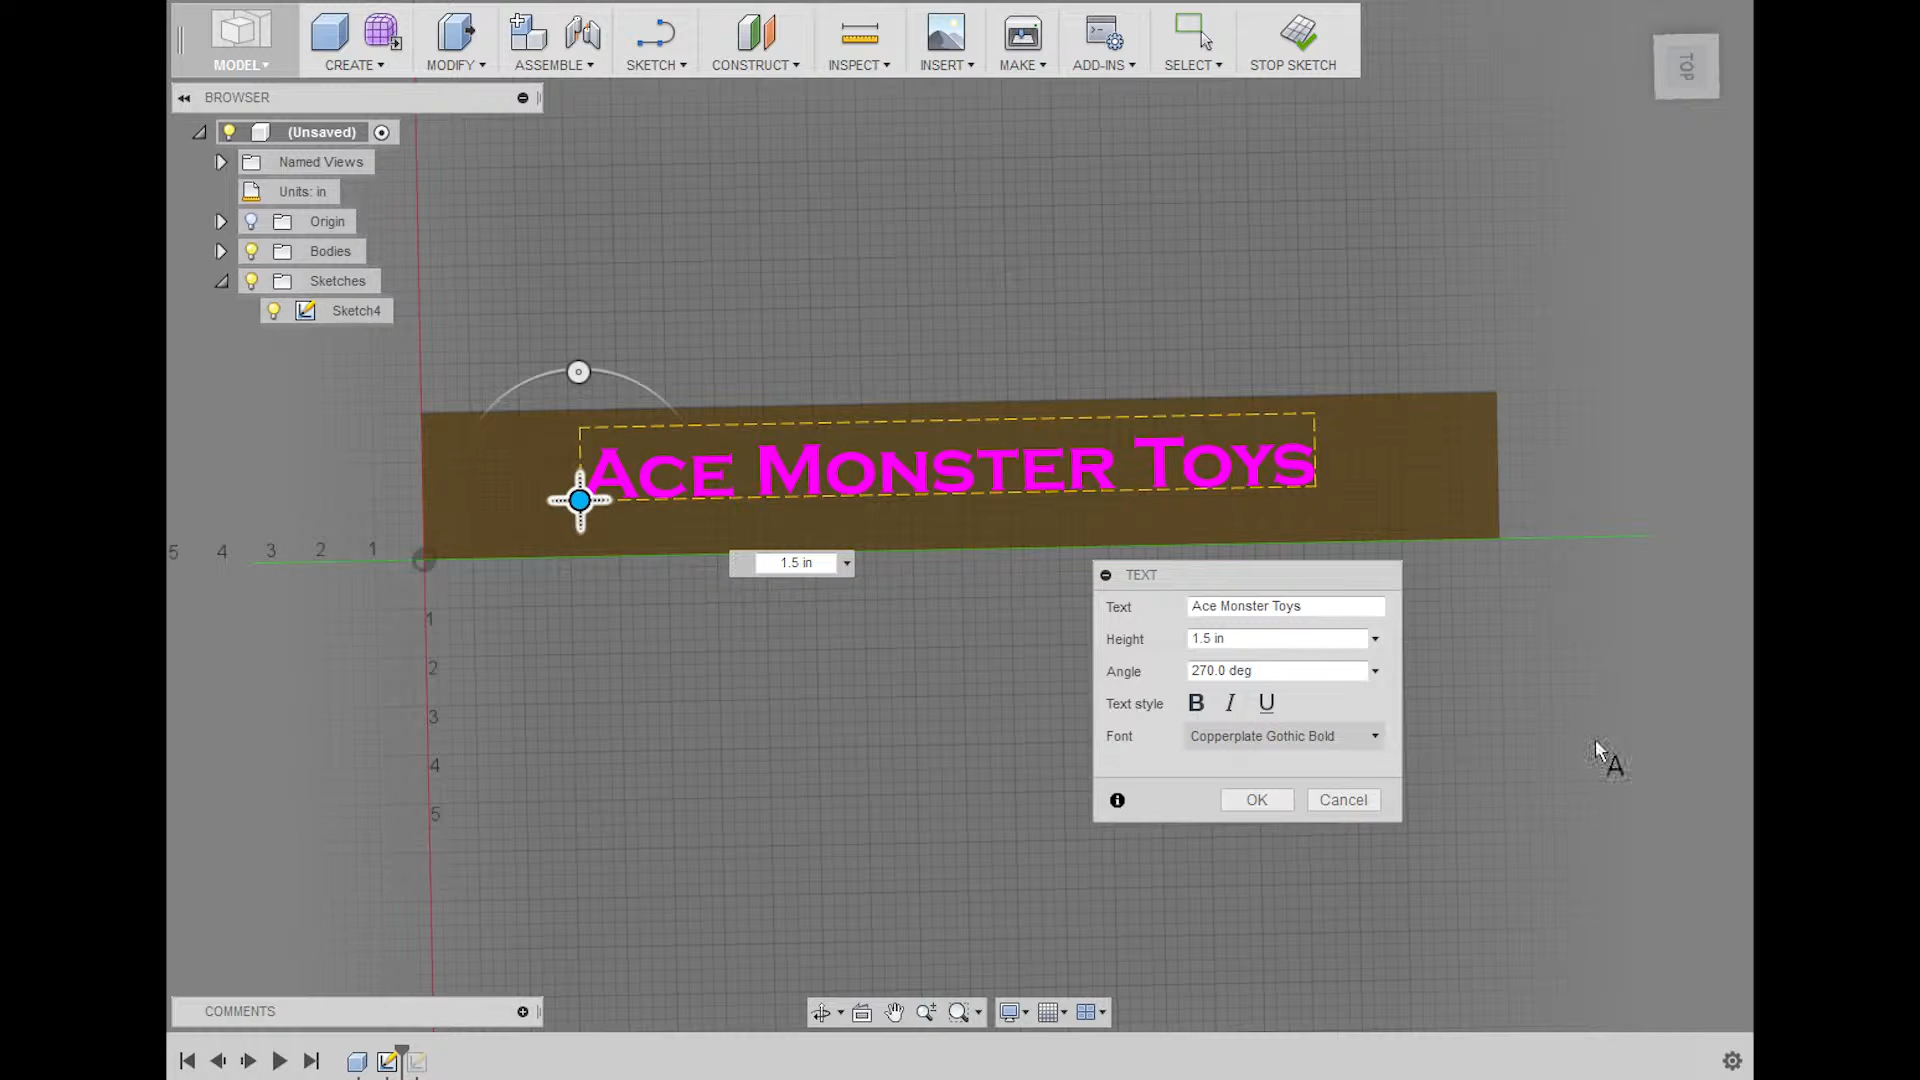 MODEL
CREATE
MODIFY
ASSEMBLE
SKETCH
CONSTRUCT
INSPECT
INSERT
MAKE
ADD-INS
SELECT
STOP SKETCH
TOP
BROWSER
(Unsaved)
Named Views
Units: in
Origin
Bodies
Sketches
Sketch4
Ace Monster Toys
5 4 3 2 1
1
2
3
4
5
1.5 in
TEXT
Text Ace Monster Toys
Height 1.5 in
Angle 270.0 deg
Text style B I U
Font Copperplate Gothic Bold
OK Cancel
A
COMMENTS